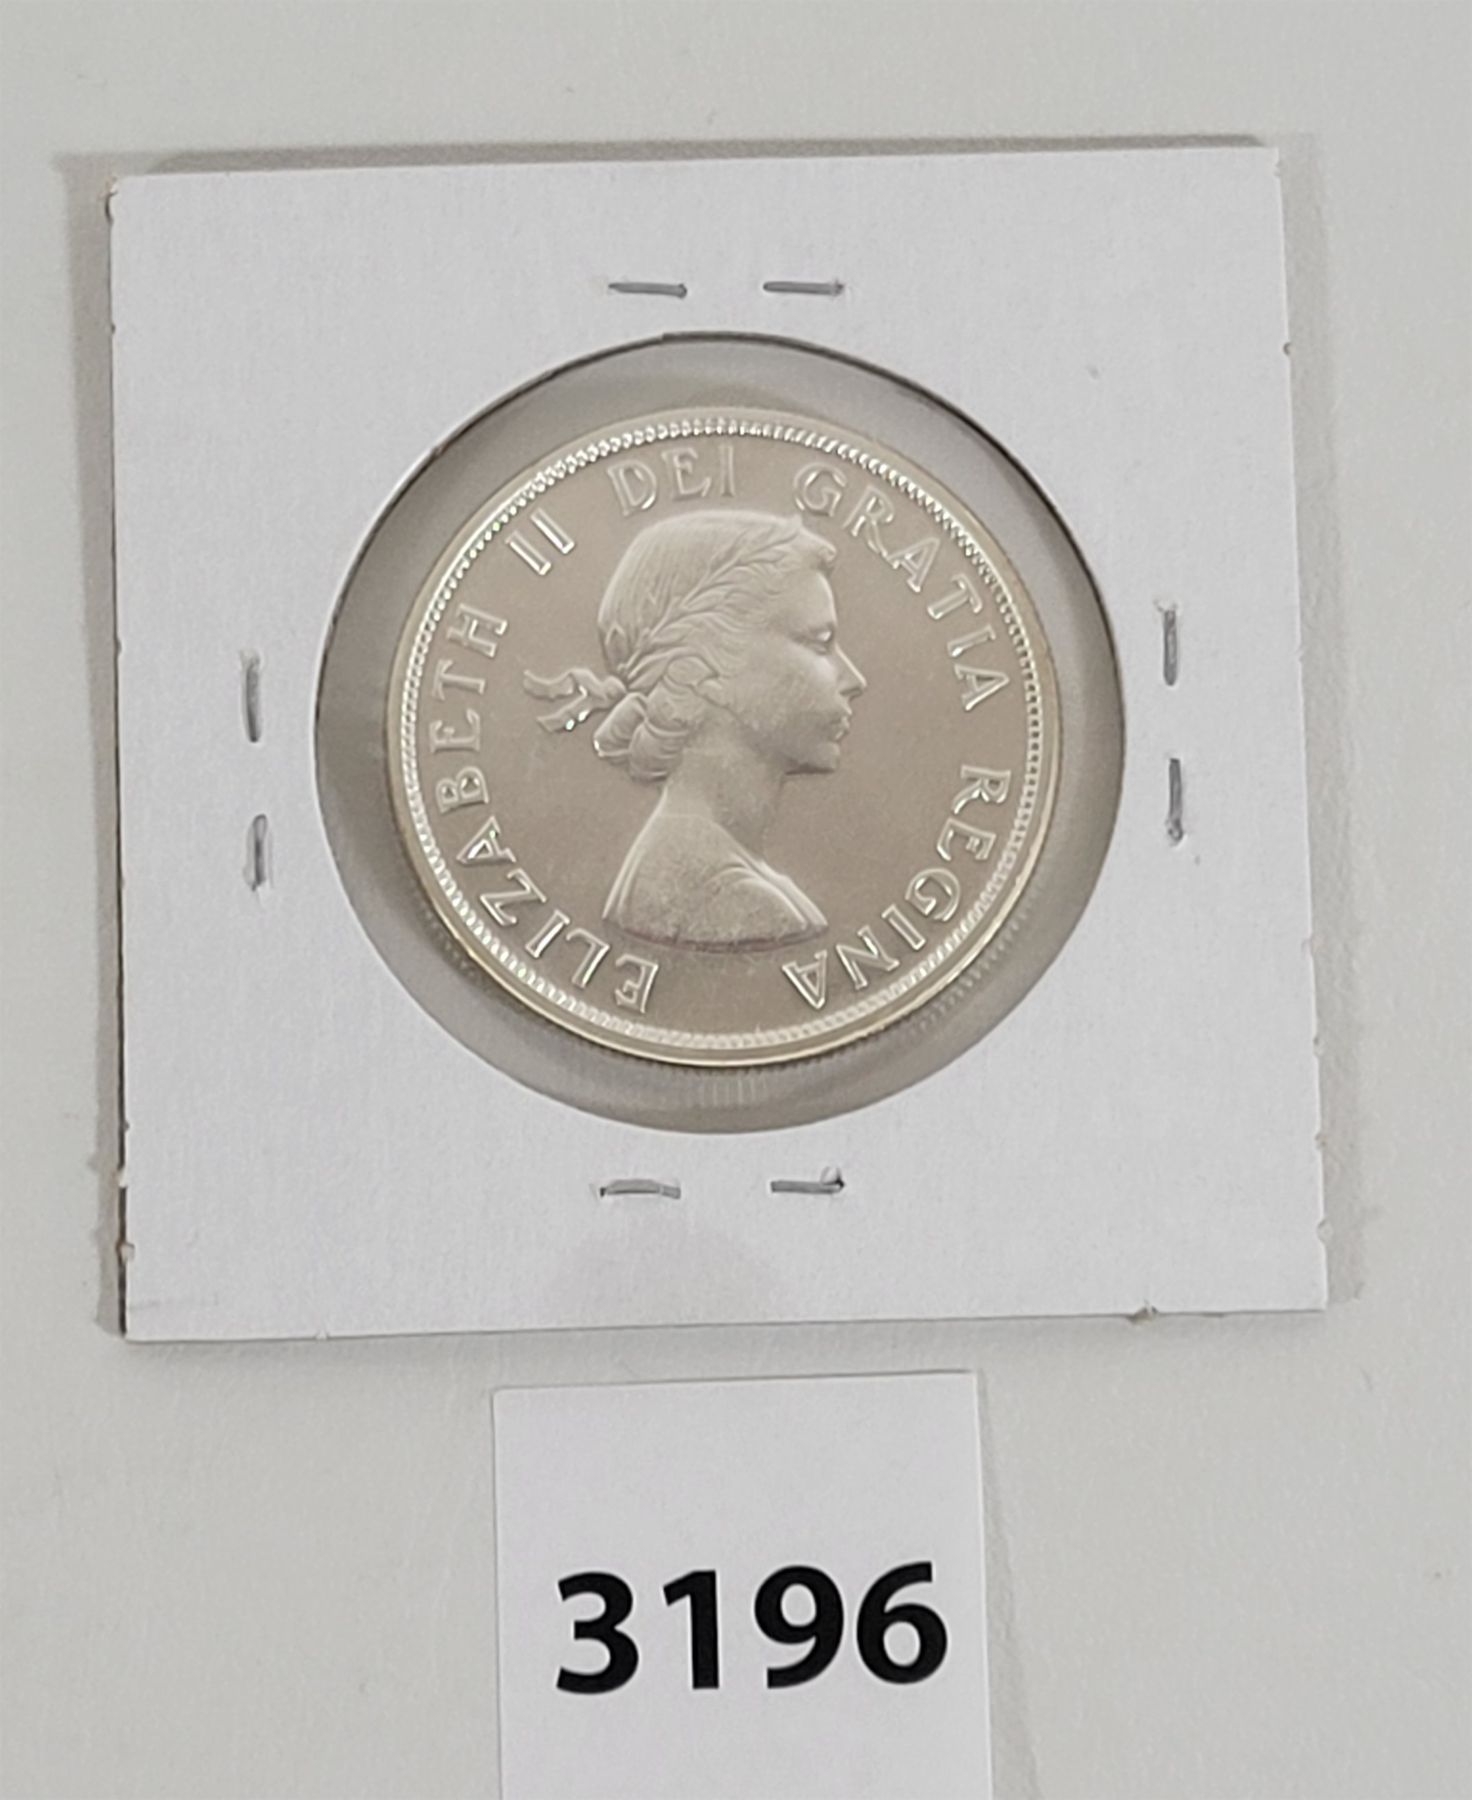 ELIZABETH II DEI GRATIA REGINA
3196